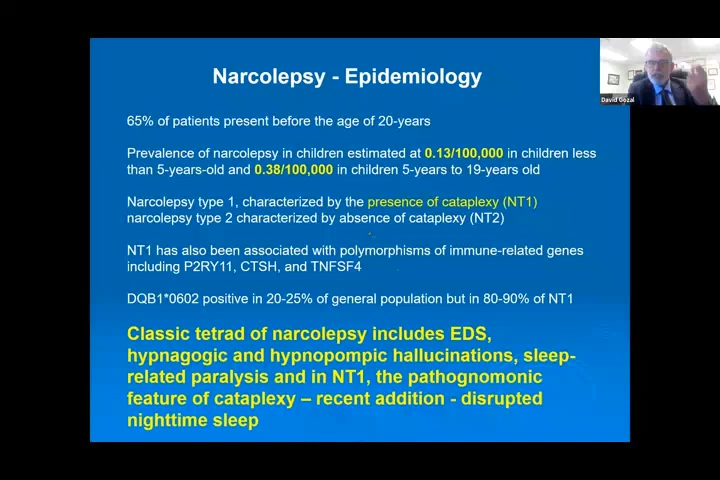 Narcolepsy - Epidemiology
65% of patients present before the age of 20-years
Prevalence of narcolepsy in children estimated at 0.13/100,000 in children less
than 5-years-old and 0.38/100,000 in children 5-years to 19-years old
Narcolepsy type 1, characterized by the presence of cataplexy (NT1)
narcolepsy type 2 characterized by absence of cataplexy (NT2)
NT1 has also been associated with polymorphisms of immune-related genes
including P2RY11, CTSH, and TNFSF4
DQB1*0602 positive in 20-25% of general population but in 80-90% of NT1
Classic tetrad of narcolepsy includes EDS,
hypnagogic and hypnopompic hallucinations, sleep-
related paralysis and in NT1, the pathognomonic
feature of cataplexy – recent addition - disrupted
nighttime sleep
David Gozal